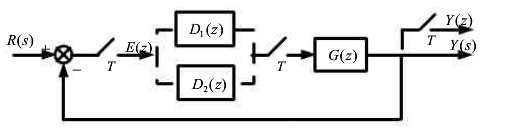 D₁(z)
Y(z)
R(s)
+
E(z)
T
T
G(z)
T
Y(s)
−
D₂(z)